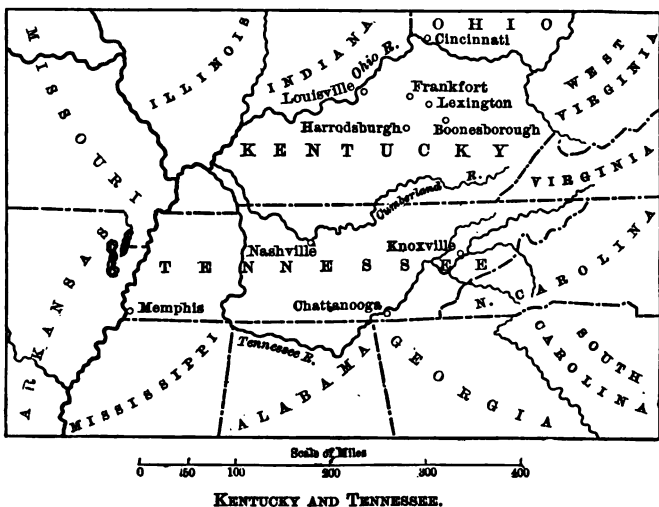 OHIO
Cincinnati
MISSOURI
ILLINOIS
INDIANA
Ohio R.
WEST VIRGINIA
Louisville
Frankfort
Lexington
Harrodsburgh
Boonesborough
KENTUCKY
VIRGINIA
Cumberland R.
ARKANSAS
Nashville
Knoxville
TENNESSEE
N. CAROLINA
Memphis
Chattanooga
Tennessee R.
MISSISSIPPI
ALABAMA
GEORGIA
SOUTH CAROLINA
Scale of Miles
0 50 100 200 300 400
KENTUCKY AND TENNESSEE.